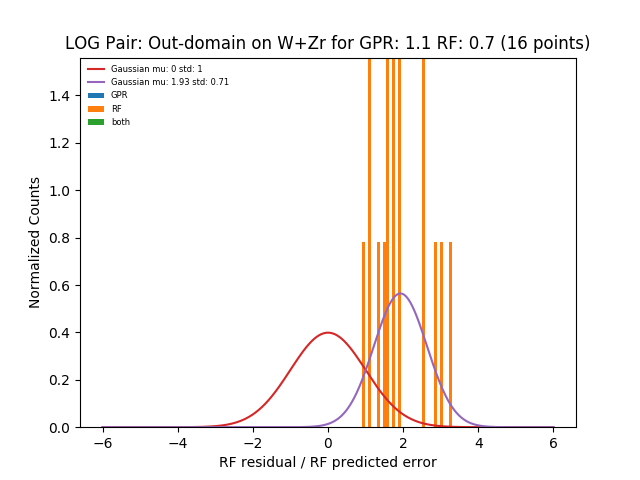 LOG Pair: Out-domain on W+Zr for GPR: 1.1 RF: 0.7 (16 points)
Gaussian mu: 0 std: 1
Gaussian mu: 1.93 std: 0.71
GPR
RF
both
Normalized Counts
1.4
1.2
1.0
0.8
0.6
0.4
0.2
0.0
−6 −4 −2 0 2 4 6
RF residual / RF predicted error